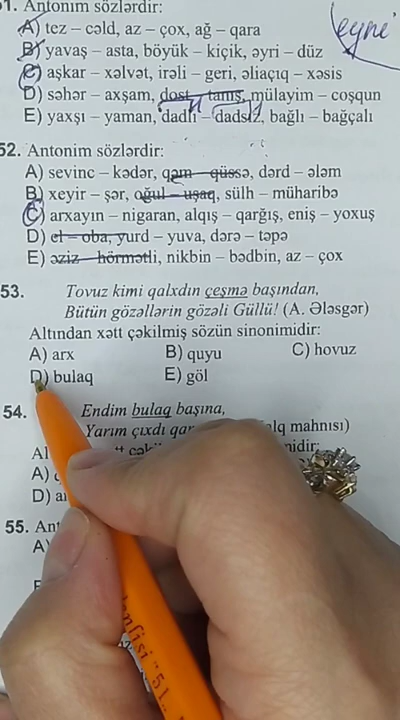 51. Antonim sözlərdir:
eyni
A) tez – cəld, az – çox, ağ – qara
B) yavaş – asta, böyük – kiçik, əyri – düz
C) aşkar – xəlvət, irəli – geri, əliaçıq – xəsis
D) səhər – axşam, dost – tanış, mülayim – coşqun
E) yaxşı – yaman, dadlı – dadsız, bağlı – bağçalı
52. Antonim sözlərdir:
A) sevinc – kədər, qəm – qüssə, dərd – ələm
B) xeyir – şər, oğul – uşaq, sülh – müharibə
C) arxayın – nigaran, alqış – qarğış, eniş – yoxuş
D) el – oba, yurd – yuva, dərə – təpə
E) əziz – hörmətli, nikbin – bədbin, az – çox
53. Tovuz kimi qalxdın çeşmə başından,
Bütün gözəllərin gözəli Güllü! (A. Ələsgər)
Altından xətt çəkilmiş sözün sinonimidir:
A) arx B) quyu C) hovuz
D) bulaq E) göl
54. Endim bulaq başına,
Yarım çıxdı
A)
D)
55.
A)